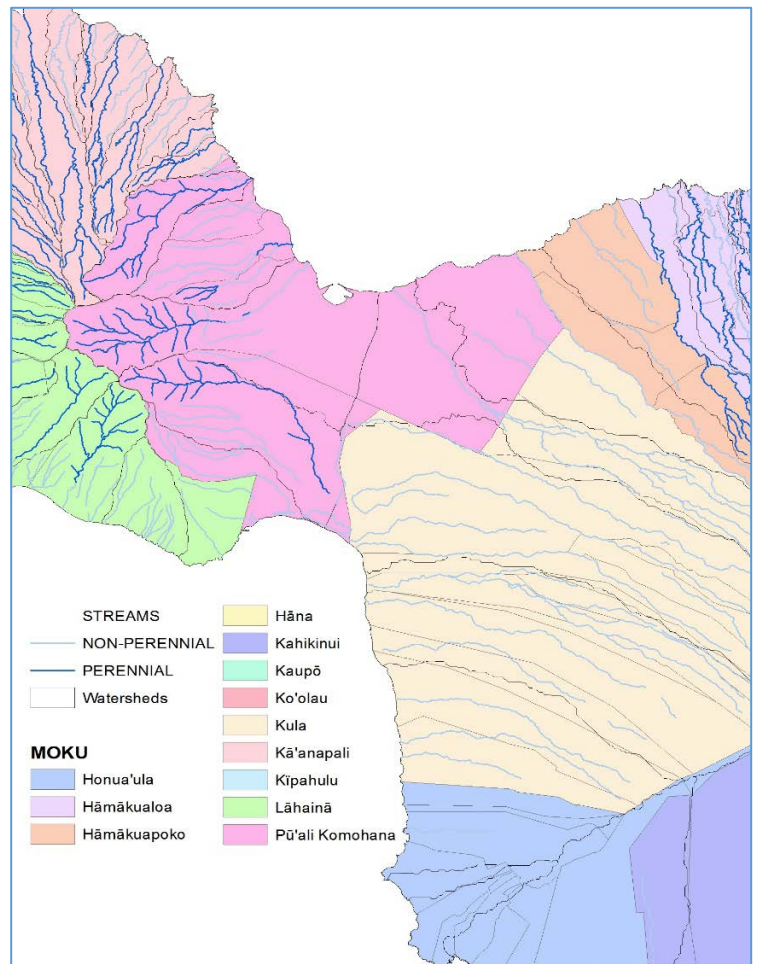 STREAMS
NON-PERENNIAL
PERENNIAL
Watersheds
MOKU
Honua'ula
Hāmākualoa
Hāmākuapoko
Hāna
Kahikinui
Kaupō
Ko'olau
Kula
Kā'anapali
Kīpahulu
Lāhainā
Pū'ali Komohana